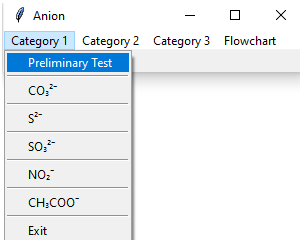 Anion
Category 1 Category 2 Category 3 Flowchart
Preliminary Test
CO₃²⁻
S²⁻
SO₃²⁻
NO₂⁻
CH₃COO⁻
Exit